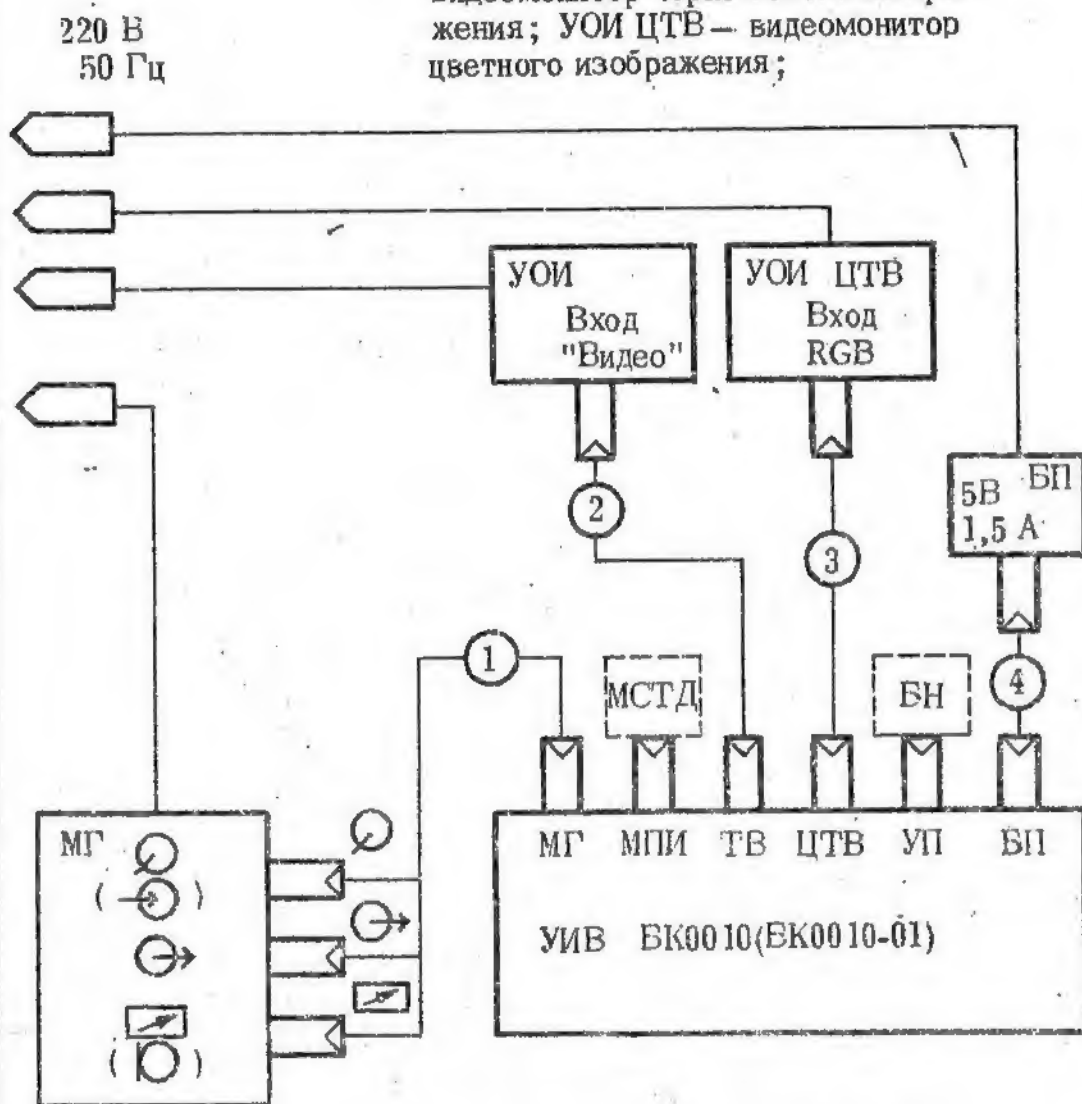 220 В
50 Гц
жения; УОИ ЦТВ — видеомонитор
цветного изображения;
УОИ
Вход
"Видео"
УОИ ЦТВ
Вход
RGB
БП
5В
1,5 А
2
3
1
МСТД
БН
4
МГ
МГ МПИ ТВ ЦТВ УП БП
УИВ БК0010(БК0010-01)